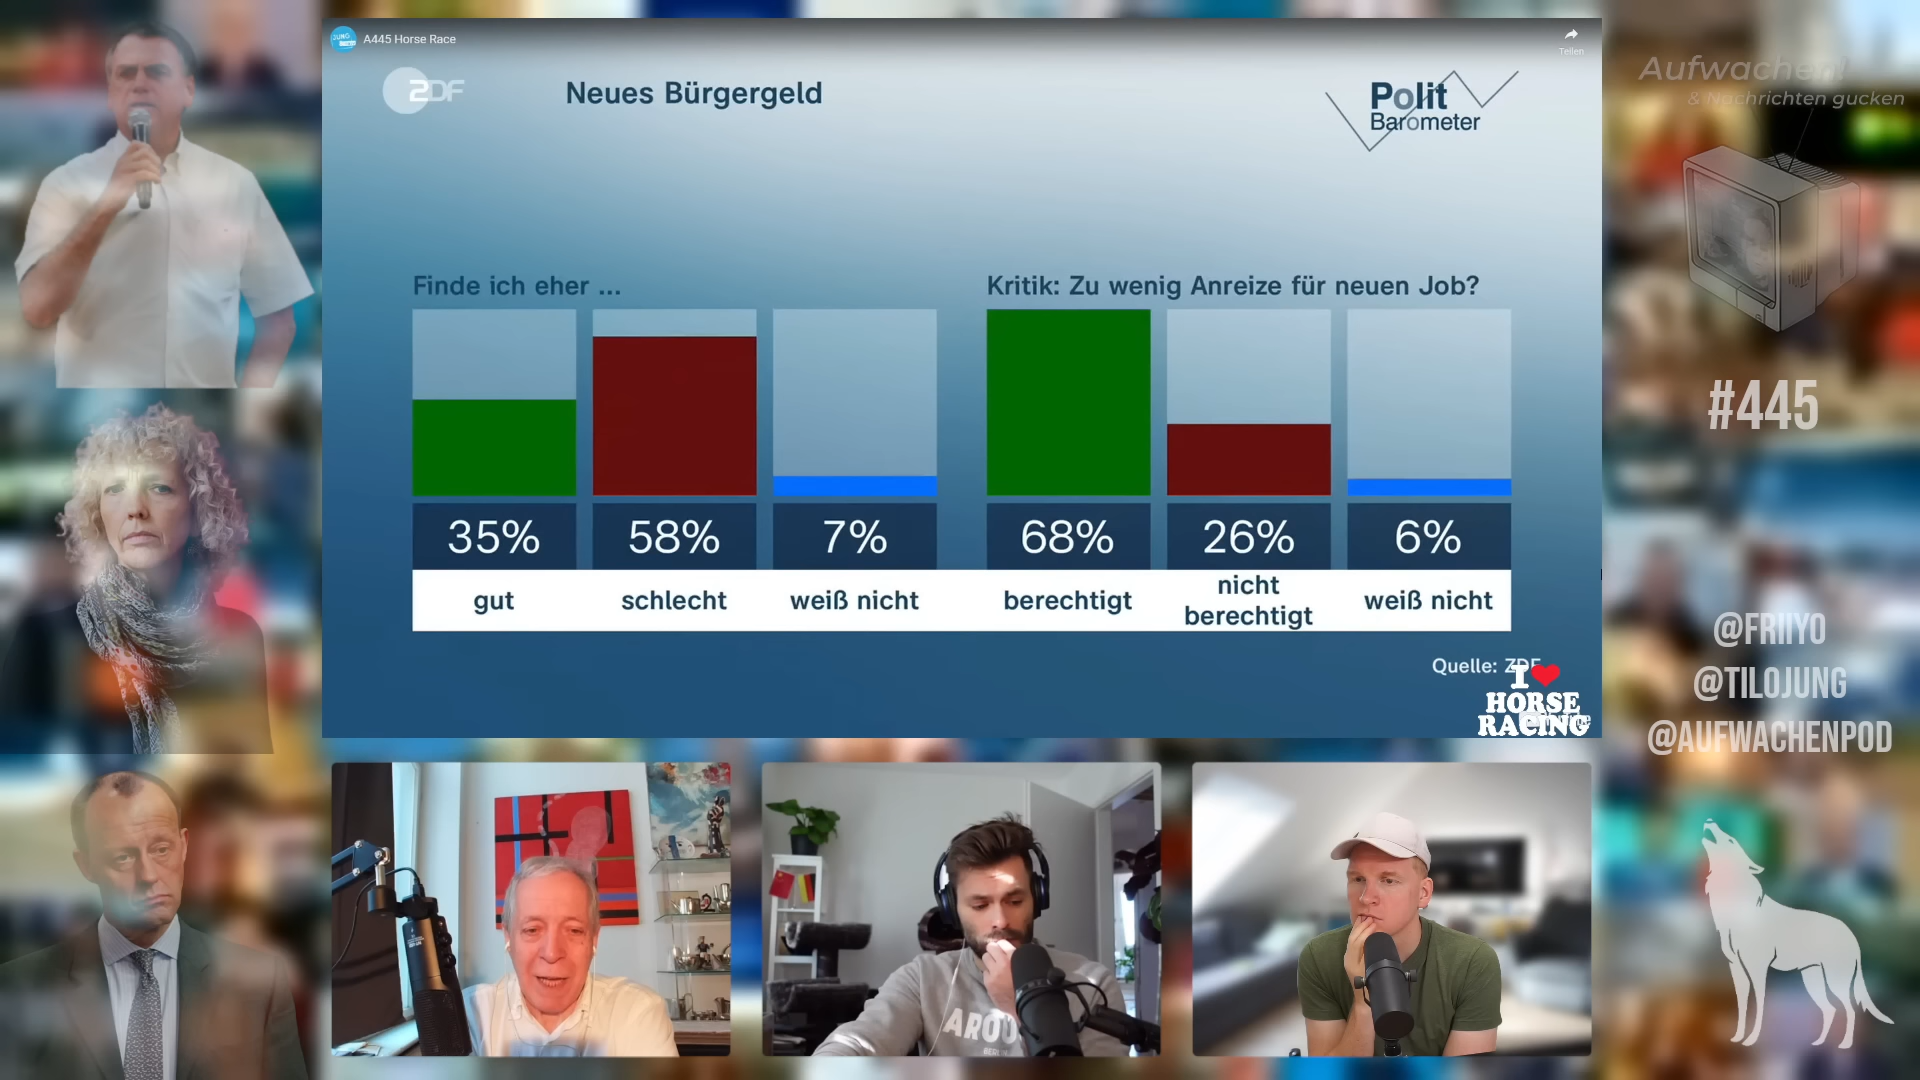 A445 Horse Race
Teilen
ZDF
Neues Bürgergeld
Polit
Barometer
Finde ich eher ...
Kritik: Zu wenig Anreize für neuen Job?
35%
58%
7%
68%
26%
6%
gut
schlecht
weiß nicht
berechtigt
nicht
berechtigt
weiß nicht
Quelle: ZDF
I
HORSE
RACING
Aufwachen!
& Nachrichten gucken
#445
@FRIIYO
@TILOJUNG
@AUFWACHENPOD